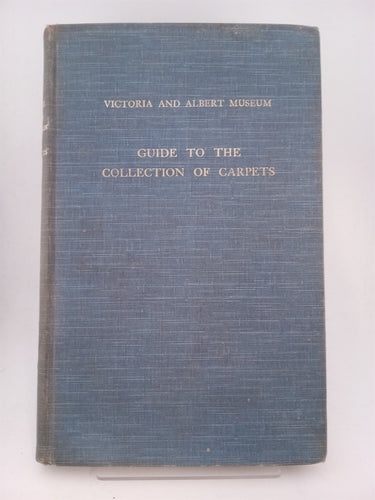 VICTORIA AND ALBERT MUSEUM
GUIDE TO THE
COLLECTION OF CARPETS